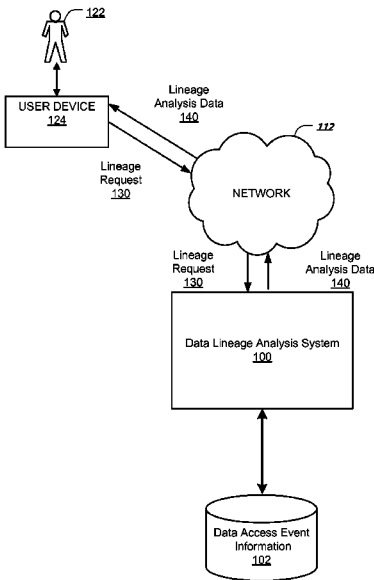 122
USER DEVICE
124
Lineage
Analysis Data
140
112
Lineage
Request
130
NETWORK
Lineage
Request
130
Lineage
Analysis Data
140
Data Lineage Analysis System
100
Data Access Event
Information
102